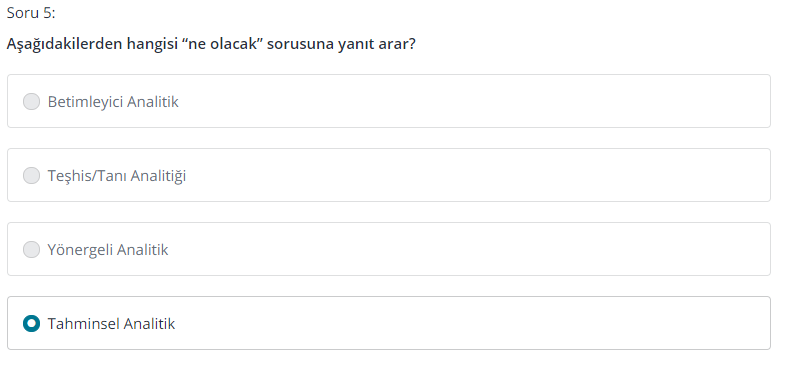 Soru 5:
Aşağıdakilerden hangisi “ne olacak” sorusuna yanıt arar?
Betimleyici Analitik
Teşhis/Tanı Analitiği
Yönergeli Analitik
Tahminsel Analitik